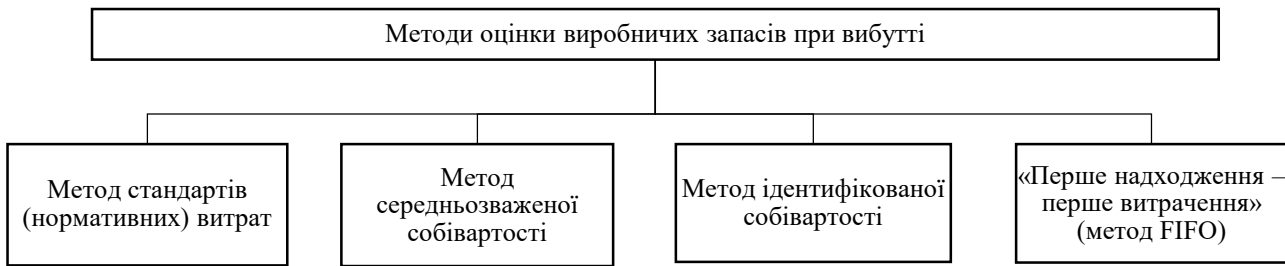 Методи оцінки виробничих запасів при вибутті
Метод стандартів
(нормативних) витрат
Метод
середньозваженої
собівартості
Метод ідентифікованої
собівартості
«Перше надходження –
перше витрачення»
(метод FIFO)